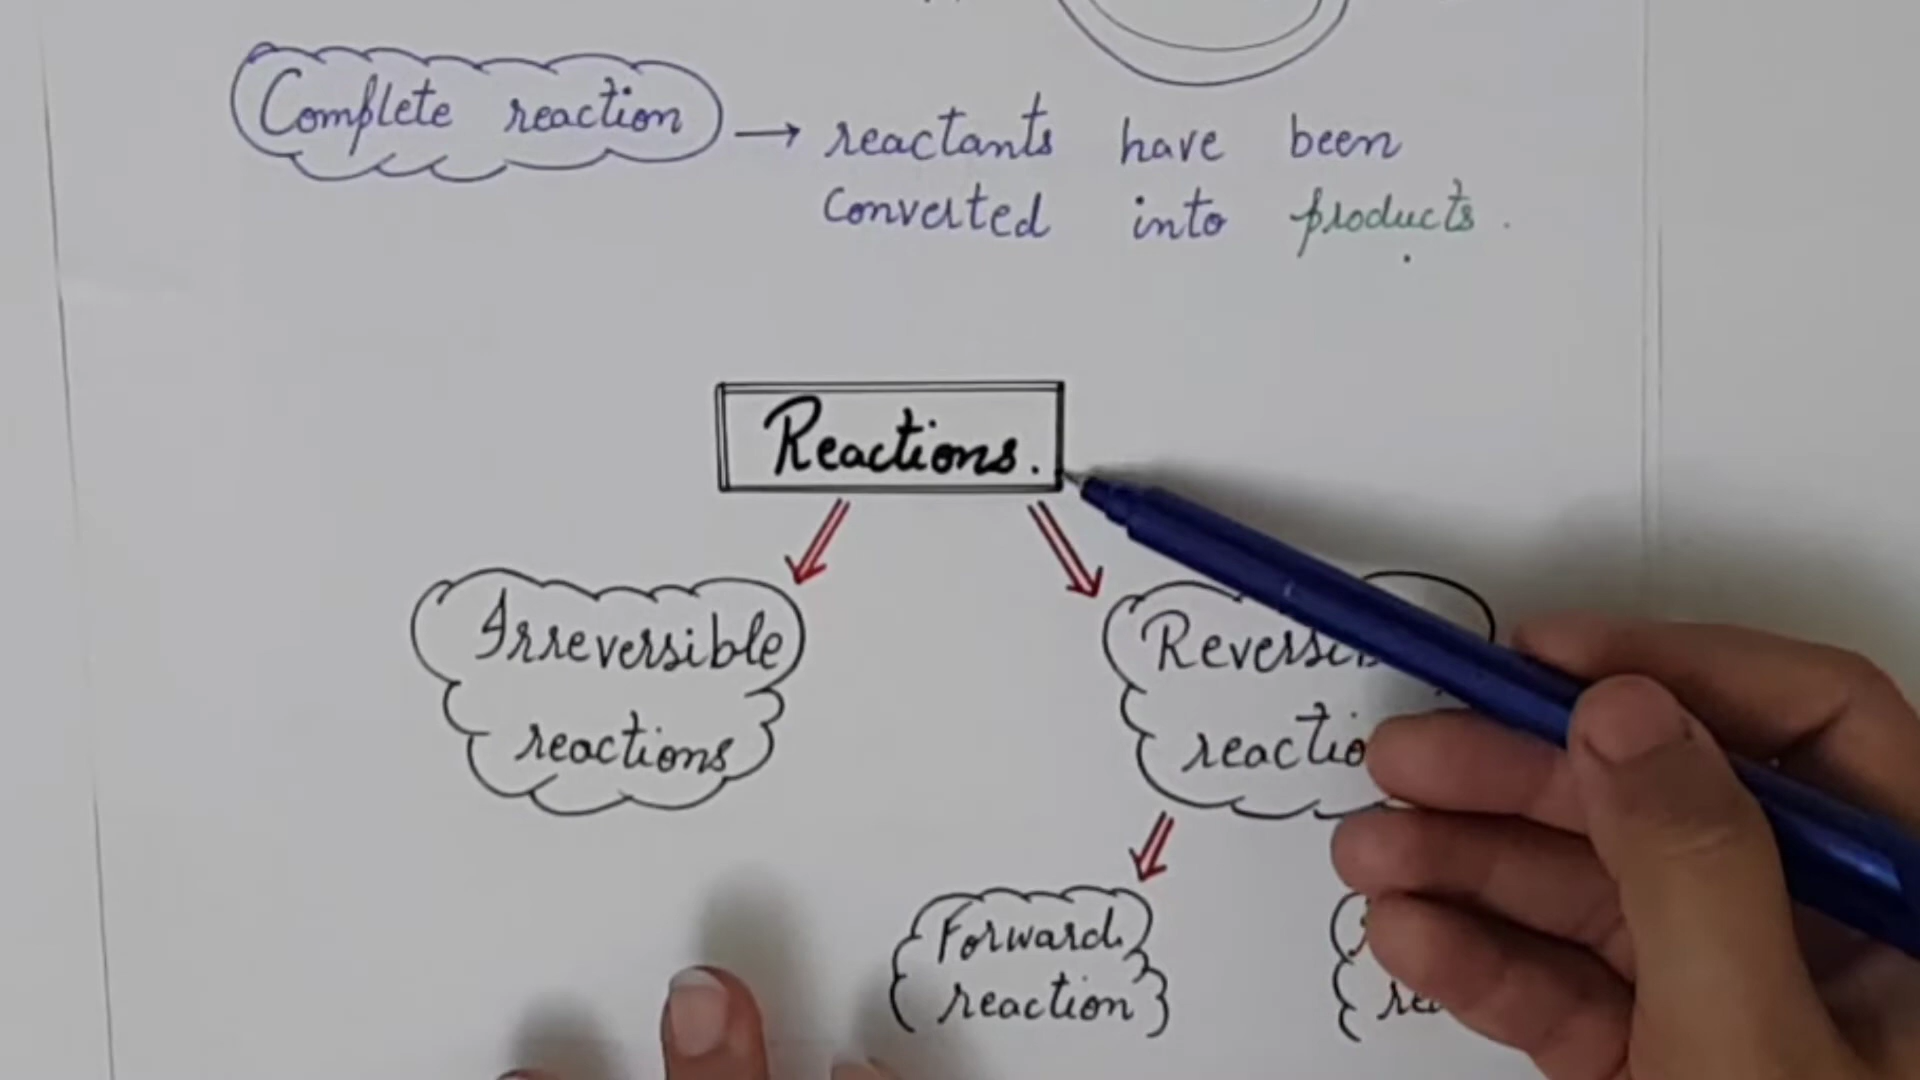 Complete reaction → reactants have been
converted into products.
Reactions.
Irreversible
reactions
Forward
reaction